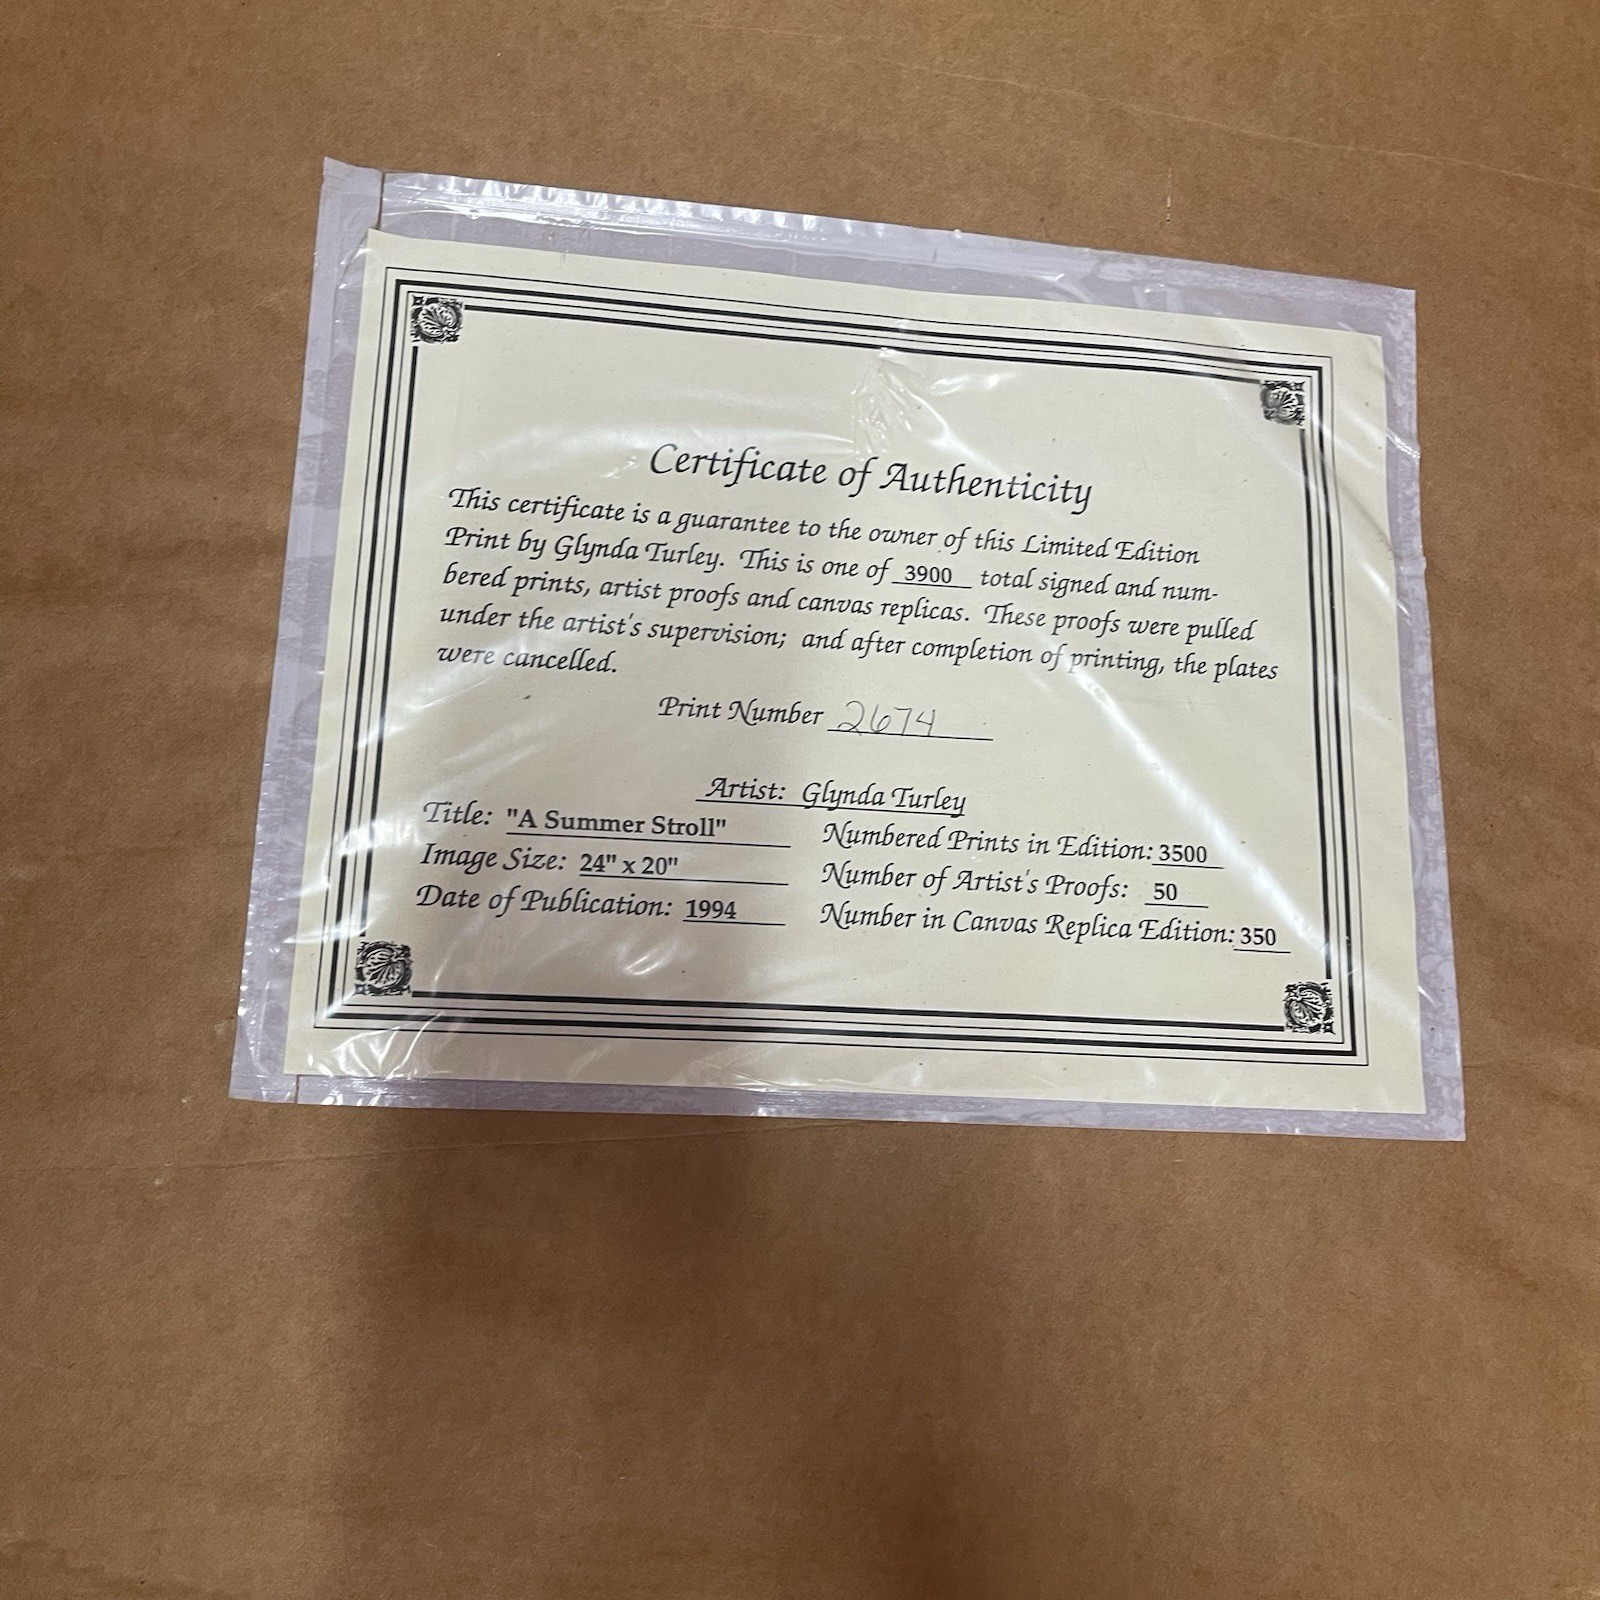 Certificate of Authenticity
This certificate is a guarantee to the owner of this Limited Edition
Print by Glynda Turley. This is one of 3900 total signed and num-
bered prints, artist proofs and canvas replicas. These proofs were pulled
under the artist's supervision; and after completion of printing, the plates
were cancelled.
Print Number 2674
Artist: Glynda Turley
Title: "A Summer Stroll"
Image Size: 24" x 20"
Date of Publication: 1994
Numbered Prints in Edition: 3500
Number of Artist's Proofs: 50
Number in Canvas Replica Edition: 350